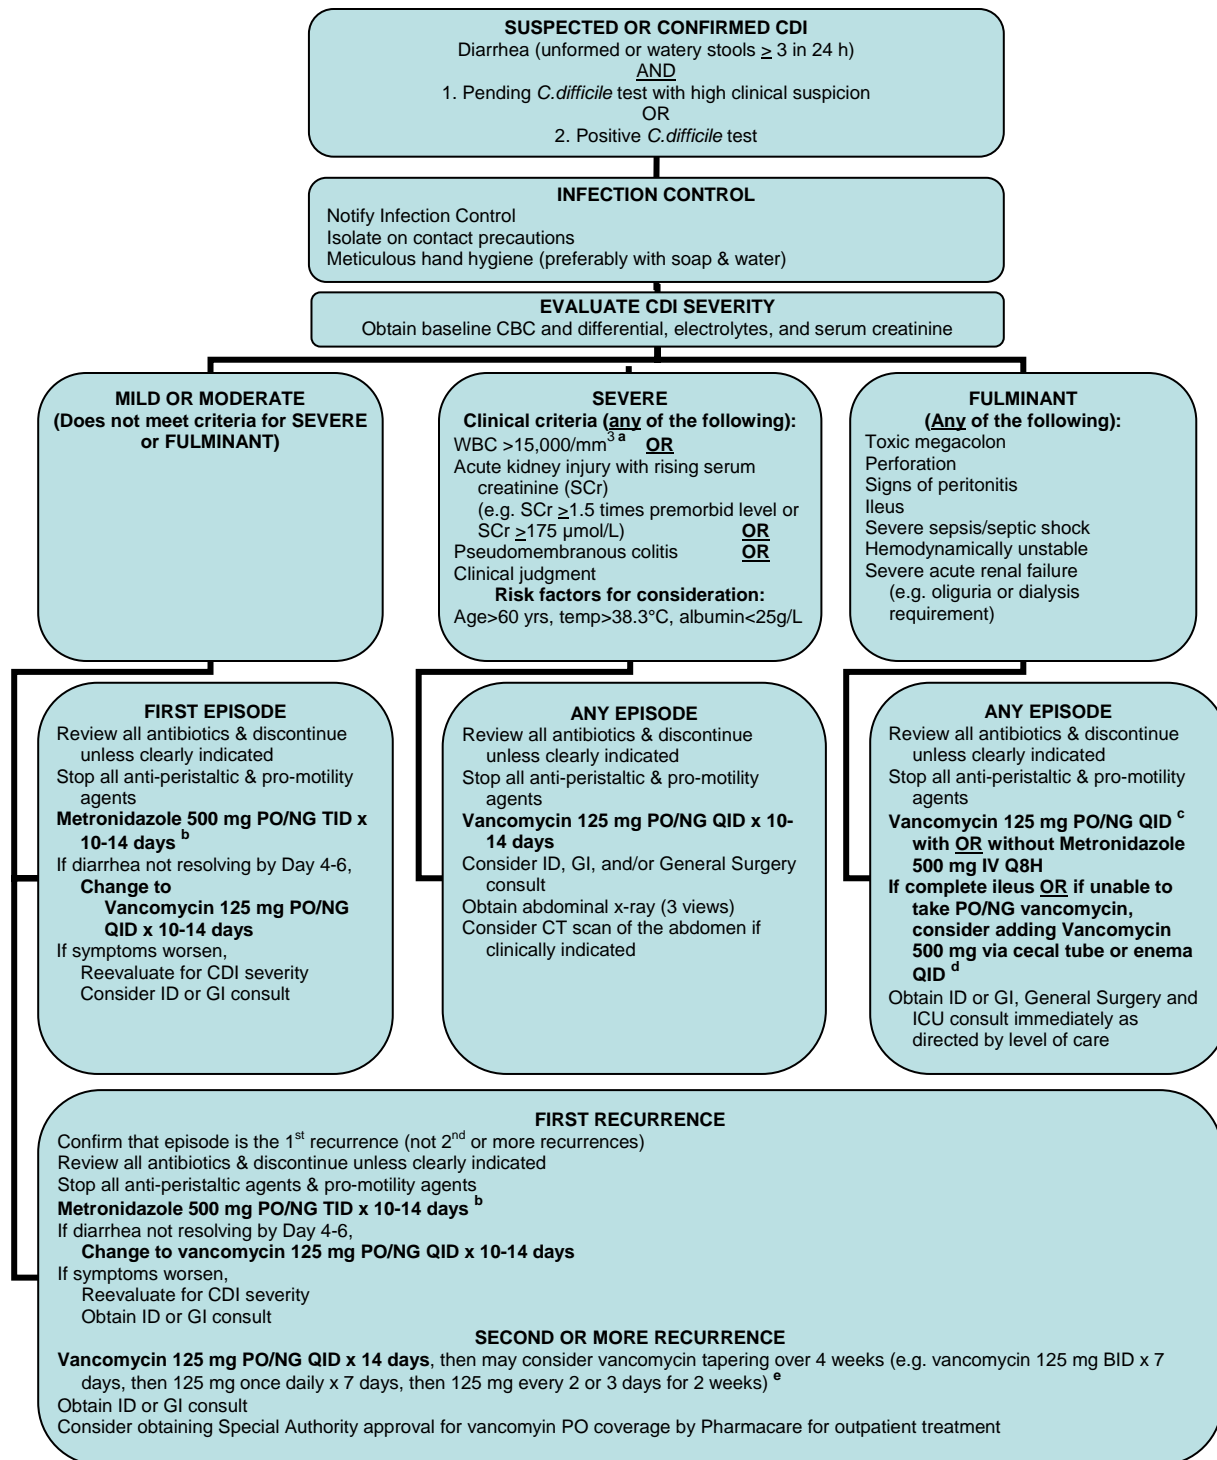 SUSPECTED OR CONFIRMED CDI
Diarrhea (unformed or watery stools ≥ 3 in 24 h)
AND
1. Pending C.difficile test with high clinical suspicion
OR
2. Positive C.difficile test
INFECTION CONTROL
Notify Infection Control
Isolate on contact precautions
Meticulous hand hygiene (preferably with soap & water)
EVALUATE CDI SEVERITY
Obtain baseline CBC and differential, electrolytes, and serum creatinine
MILD OR MODERATE
(Does not meet criteria for SEVERE
or FULMINANT)
SEVERE
Clinical criteria (any of the following):
WBC >15,000/mm3 a OR
Acute kidney injury with rising serum
creatinine (SCr)
(e.g. SCr ≥1.5 times premorbid level or
SCr ≥175 µmol/L) OR
Pseudomembranous colitis OR
Clinical judgment
Risk factors for consideration:
Age>60 yrs, temp>38.3°C, albumin<25g/L
FULMINANT
(Any of the following):
Toxic megacolon
Perforation
Signs of peritonitis
Ileus
Severe sepsis/septic shock
Hemodynamically unstable
Severe acute renal failure
(e.g. oliguria or dialysis
requirement)
FIRST EPISODE
Review all antibiotics & discontinue
unless clearly indicated
Stop all anti-peristaltic & pro-motility
agents
Metronidazole 500 mg PO/NG TID x
10-14 days b
If diarrhea not resolving by Day 4-6,
Change to
Vancomycin 125 mg PO/NG
QID x 10-14 days
If symptoms worsen,
Reevaluate for CDI severity
Consider ID or GI consult
ANY EPISODE
Review all antibiotics & discontinue
unless clearly indicated
Stop all anti-peristaltic & pro-motility
agents
Vancomycin 125 mg PO/NG QID x 10-
14 days
Consider ID, GI, and/or General Surgery
consult
Obtain abdominal x-ray (3 views)
Consider CT scan of the abdomen if
clinically indicated
ANY EPISODE
Review all antibiotics & discontinue
unless clearly indicated
Stop all anti-peristaltic & pro-motility
agents
Vancomycin 125 mg PO/NG QID c
with OR without Metronidazole
500 mg IV Q8H
If complete ileus OR if unable to
take PO/NG vancomycin,
consider adding Vancomycin
500 mg via cecal tube or enema
QID d
Obtain ID or GI, General Surgery and
ICU consult immediately as
directed by level of care
FIRST RECURRENCE
Confirm that episode is the 1st recurrence (not 2nd or more recurrences)
Review all antibiotics & discontinue unless clearly indicated
Stop all anti-peristaltic agents & pro-motility agents
Metronidazole 500 mg PO/NG TID x 10-14 days b
If diarrhea not resolving by Day 4-6,
Change to vancomycin 125 mg PO/NG QID x 10-14 days
If symptoms worsen,
Reevaluate for CDI severity
Obtain ID or GI consult
SECOND OR MORE RECURRENCE
Vancomycin 125 mg PO/NG QID x 14 days, then may consider vancomycin tapering over 4 weeks (e.g. vancomycin 125 mg BID x 7
days, then 125 mg once daily x 7 days, then 125 mg every 2 or 3 days for 2 weeks) e
Obtain ID or GI consult
Consider obtaining Special Authority approval for vancomyin PO coverage by Pharmacare for outpatient treatment